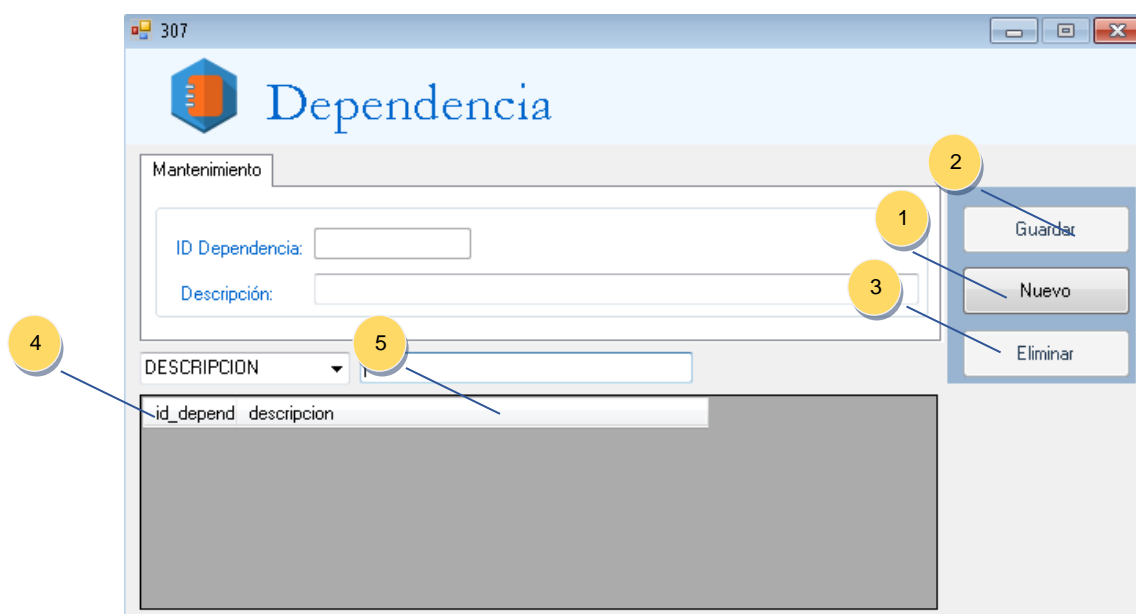 307
Dependencia
Mantenimiento
2
1
Guardar
ID Dependencia:
3
Nuevo
Descripción:
4
5
Eliminar
DESCRIPCION
id_depend descripcion